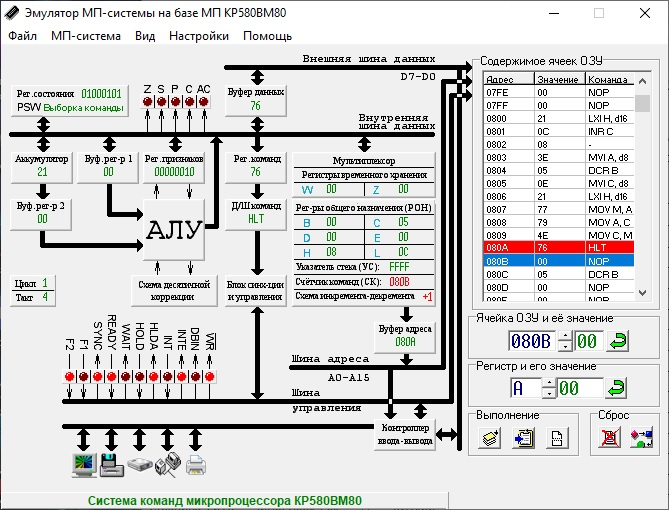 Эмулятор МП-системы на базе МП КР580ВМ80
Файл МП-система Вид Настройки Помощь
Внешняя шина данных
D7-D0
Рег.состояния 01000101
PSW Выборка команды
Z S P C AC
Буфер данных
76
Внутренняя
шина данных
Аккумулятор
21
Буф.рег-р 1
00
Рег.признаков
00000010
Рег.команд
76
Буф.рег-р 2
00
АЛУ
Д/Ш команд
HLT
Мультиплексор
Регистры временного хранения
W 00 Z 00
Рег-ры общего назначения (РОН)
B 00 C 05
D 00 E 00
H 08 L 0C
Указатель стека (УС): FFFF
Счётчик команд (СК): 080B
Схема инкремента-декремента +1
Цикл 1
Такт 4
Схема десятичной
коррекции
Блок синх-ции
и управления
Буфер адреса
080A
F2 F1 SYNC READY WAIT HOLD HLDA INT INTE DBIN WR
Шина адреса
A0-A15
Шина
управления
Контроллер
ввода-вывода
Система команд микропроцессора КР580ВМ80
Содержимое ячеек ОЗУ
Адрес Значение Команда
07FE 00 NOP
07FF 00 NOP
0800 21 LXI H, d16
0801 0C INR C
0802 08 -
0803 3E MVI A, d8
0804 05 DCR B
0805 0E MVI C, d8
0806 21 LXI H, d16
0807 77 MOV M, A
0808 79 MOV A, C
0809 4E MOV C, M
080A 76 HLT
080B 00 NOP
080C 05 DCR B
080D 00 NOP
080E 00 NOP
080F 00 NOP
Ячейка ОЗУ и её значение
080B 00
Регистр и его значение
A 00
Выполнение
Сброс